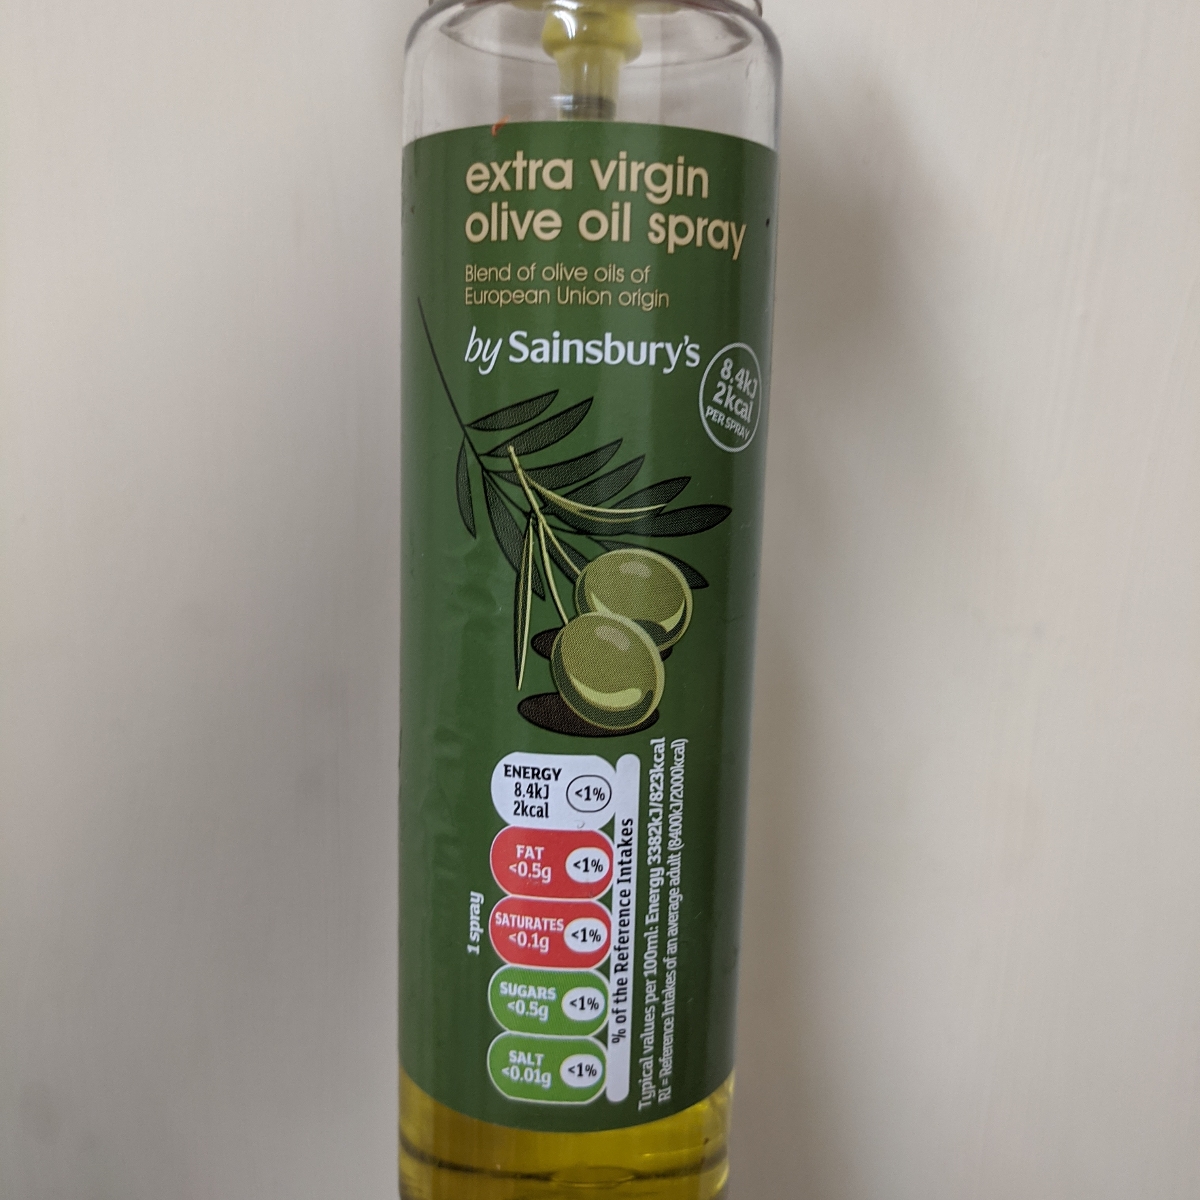 extra virgin
olive oil spray
Blend of olive oils of
European Union origin
by Sainsbury's
8.4kJ
2kcal
PER SPRAY
1 spray
ENERGY
8.4kJ
2kcal
<1%
FAT
<0.5g
<1%
SATURATES
<0.1g
<1%
SUGARS
<0.5g
<1%
SALT
<0.01g
<1%
% of the Reference Intakes
Typical values per 100ml: Energy 3382kJ/823kcal
RI = Reference Intakes of an average adult (8400kJ/2000kcal)